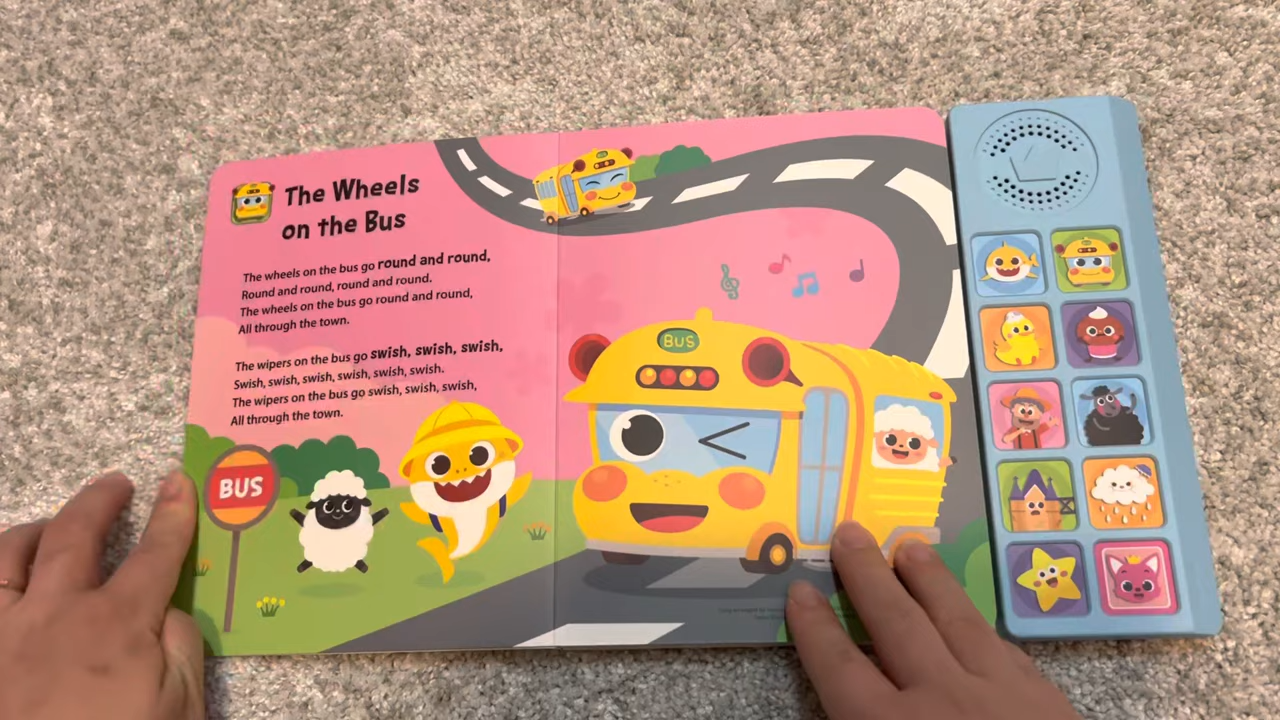 The Wheels
on the Bus
The wheels on the bus go round and round,
Round and round, round and round.
The wheels on the bus go round and round,
All through the town.
The wipers on the bus go swish, swish, swish,
Swish, swish, swish, swish, swish, swish.
The wipers on the bus go swish, swish, swish,
All through the town.
BUS
BUS